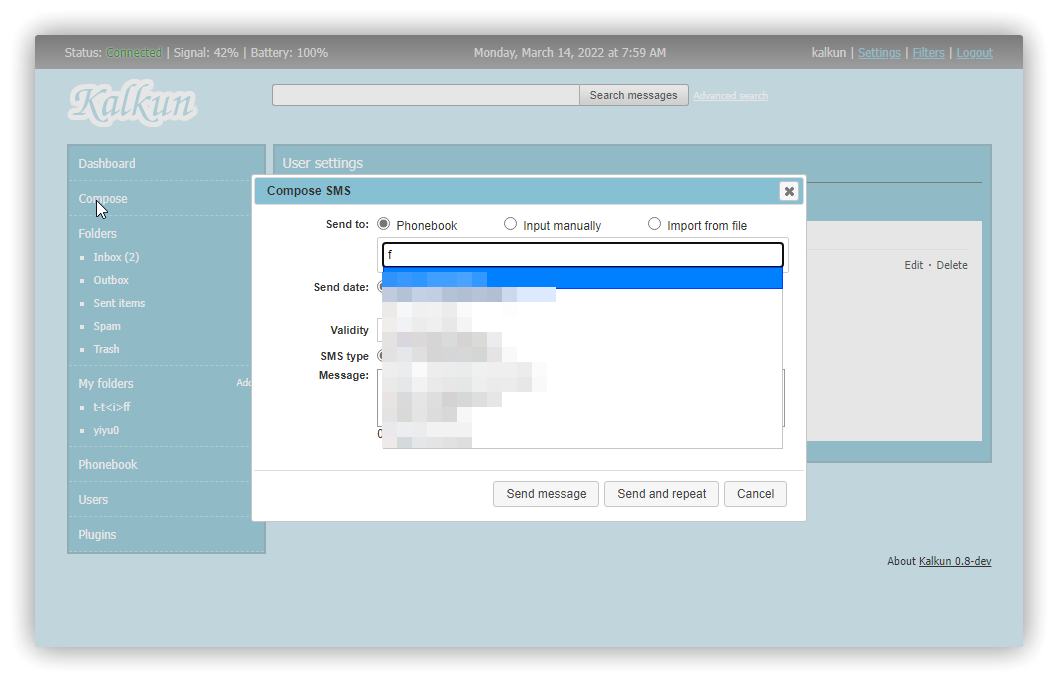 Status: Connected | Signal: 42% | Battery: 100%
Monday, March 14, 2022 at 7:59 AM
kalkun | Settings | Filters | Logout
Kalkun
Search messages
Advanced search
Dashboard
Compose
Folders
Inbox (2)
Outbox
Sent items
Spam
Trash
My folders
Add
t-t<i>ff
yiyu0
Phonebook
Users
Plugins
User settings
Edit · Delete
Compose SMS
Send to:
Phonebook
Input manually
Import from file
f
Send date:
Validity
SMS type
Message:
0
Send message
Send and repeat
Cancel
About Kalkun 0.8-dev